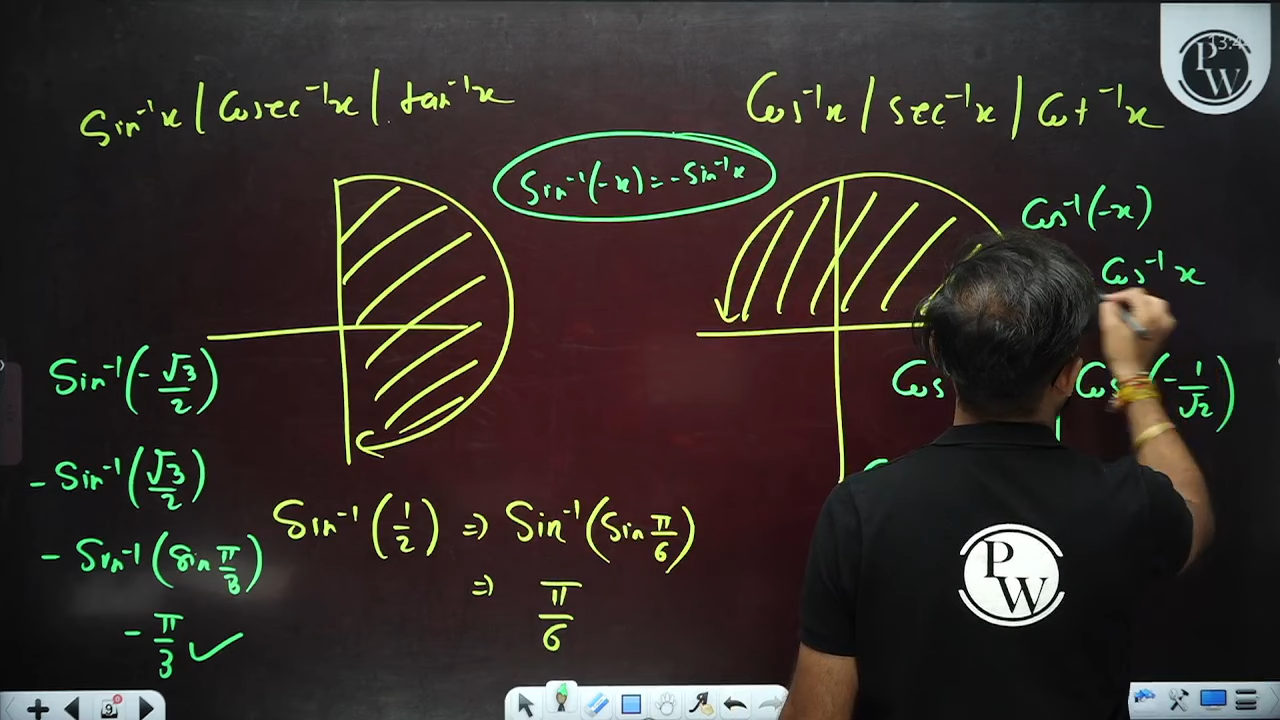 Sin⁻¹x / Cosec⁻¹x / tan⁻¹x
Cos⁻¹x / sec⁻¹x / Cot⁻¹x
Sin⁻¹(-x) = -Sin⁻¹x
Cos⁻¹(-x)
Cos⁻¹x
Sin⁻¹(-√3/2)
-Sin⁻¹(√3/2)
-Sin⁻¹(sin π/3)
-π/3 ✓
Sin⁻¹(1/2) ⇒ Sin⁻¹(Sin π/6)
⇒ π/6
Cos
Cos (-1/√2)
PW
PW
9